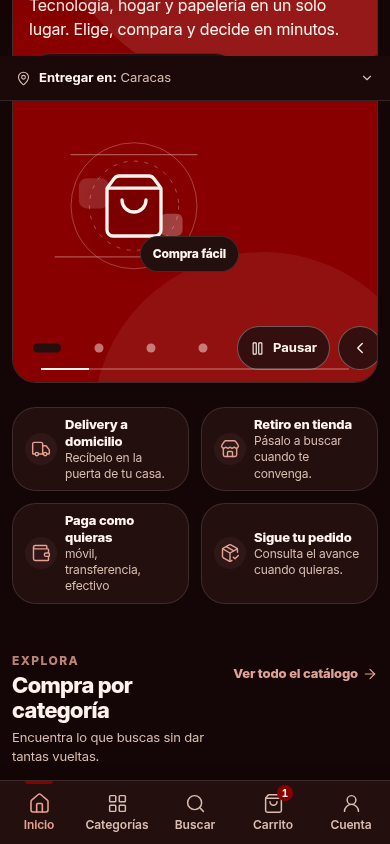 Tecnología, hogar y papelería en un solo
lugar. Elige, compara y decide en minutos.
Entregar en: Caracas
Compra fácil
Pausar
Delivery a
domicilio
Recíbelo en la
puerta de tu casa.
Retiro en tienda
Pásalo a buscar
cuando te
convenga.
Paga como
quieras
móvil,
transferencia,
efectivo
Sigue tu pedido
Consulta el avance
cuando quieras.
EXPLORA
Compra por
categoría
Ver todo el catálogo
Encuentra lo que buscas sin dar
tantas vueltas.
1
Inicio
Categorías
Buscar
Carrito
Cuenta